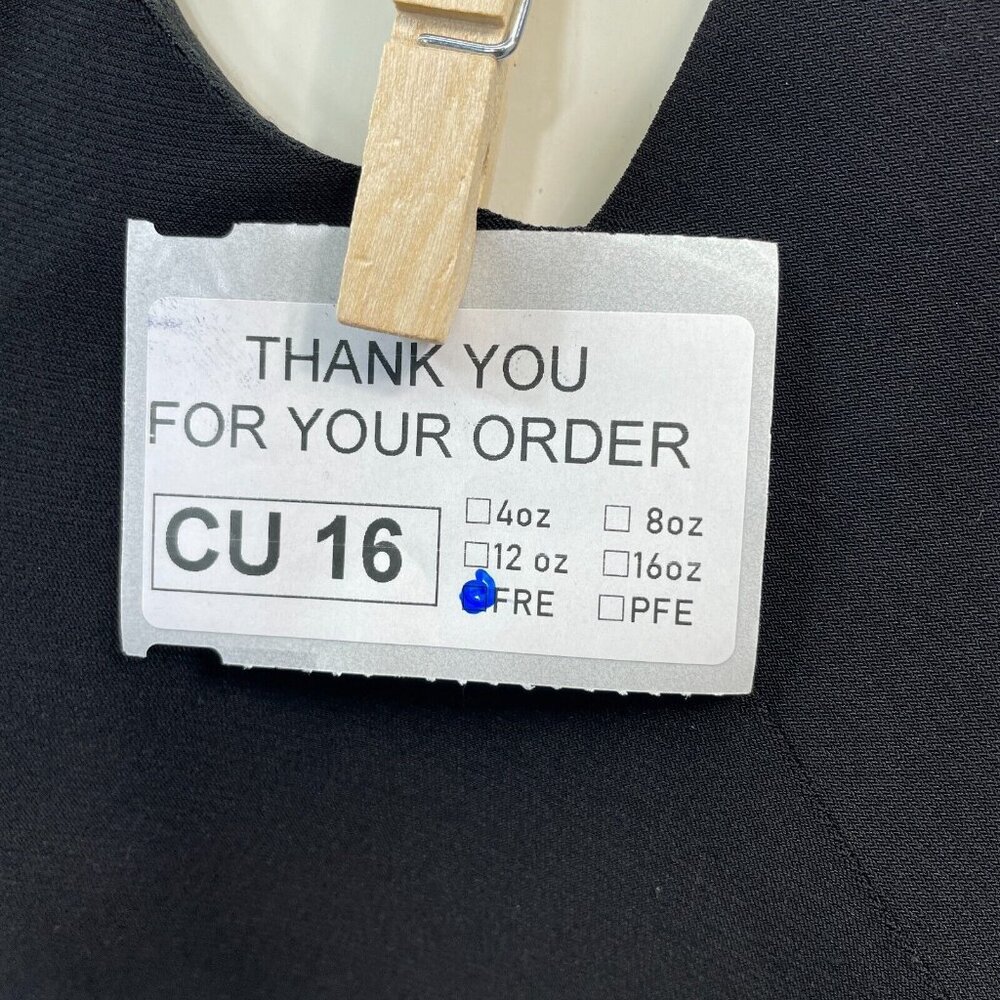 THANK YOU
FOR YOUR ORDER
CU 16
☐4oz ☐ 8oz
☐12 oz ☐16oz
☐FRE ☐PFE